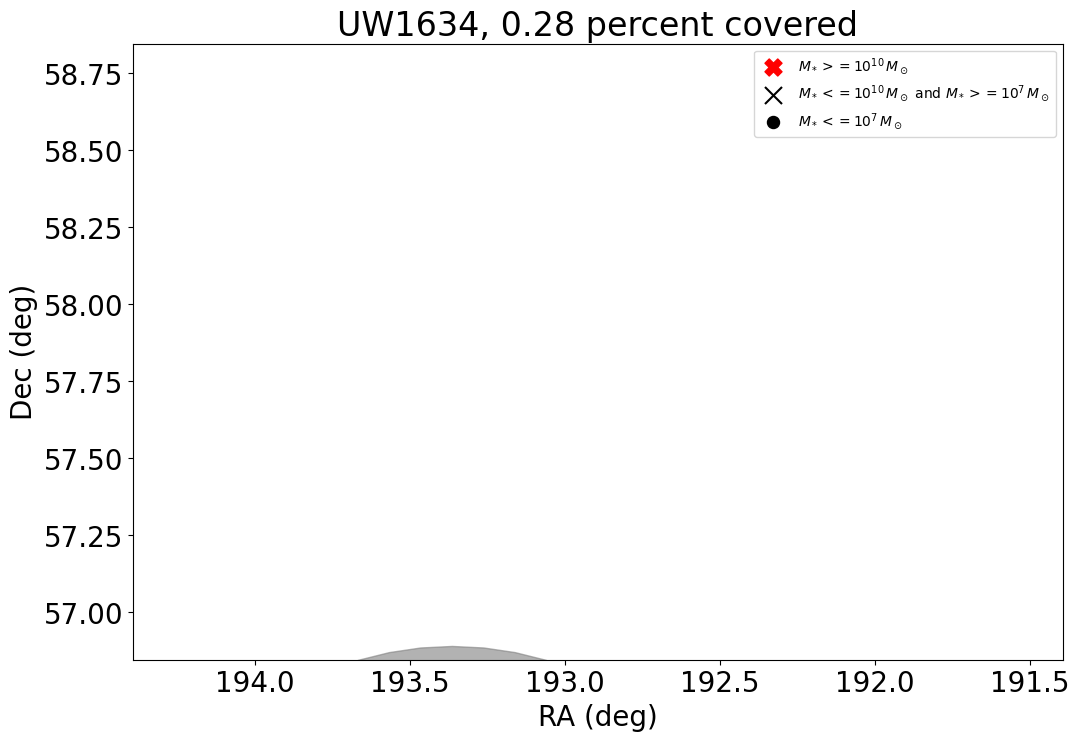 UW1634, 0.28 percent covered
M* >= 10^10 M⊙
M* <= 10^10 M⊙ and M* >= 10^7 M⊙
M* <= 10^7 M⊙
58.75
58.50
58.25
58.00
57.75
57.50
57.25
57.00
Dec (deg)
194.0 193.5 193.0 192.5 192.0 191.5
RA (deg)